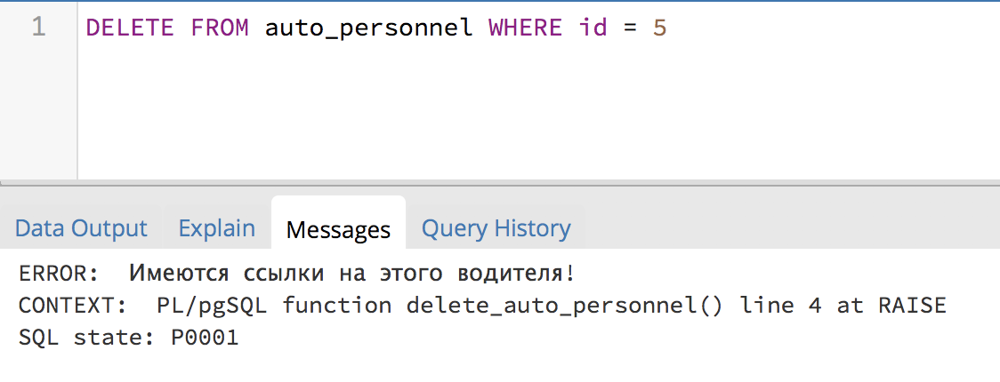 1 DELETE FROM auto_personnel WHERE id = 5
Data Output Explain Messages Query History
ERROR: Имеются ссылки на этого водителя!
CONTEXT: PL/pgSQL function delete_auto_personnel() line 4 at RAISE
SQL state: P0001